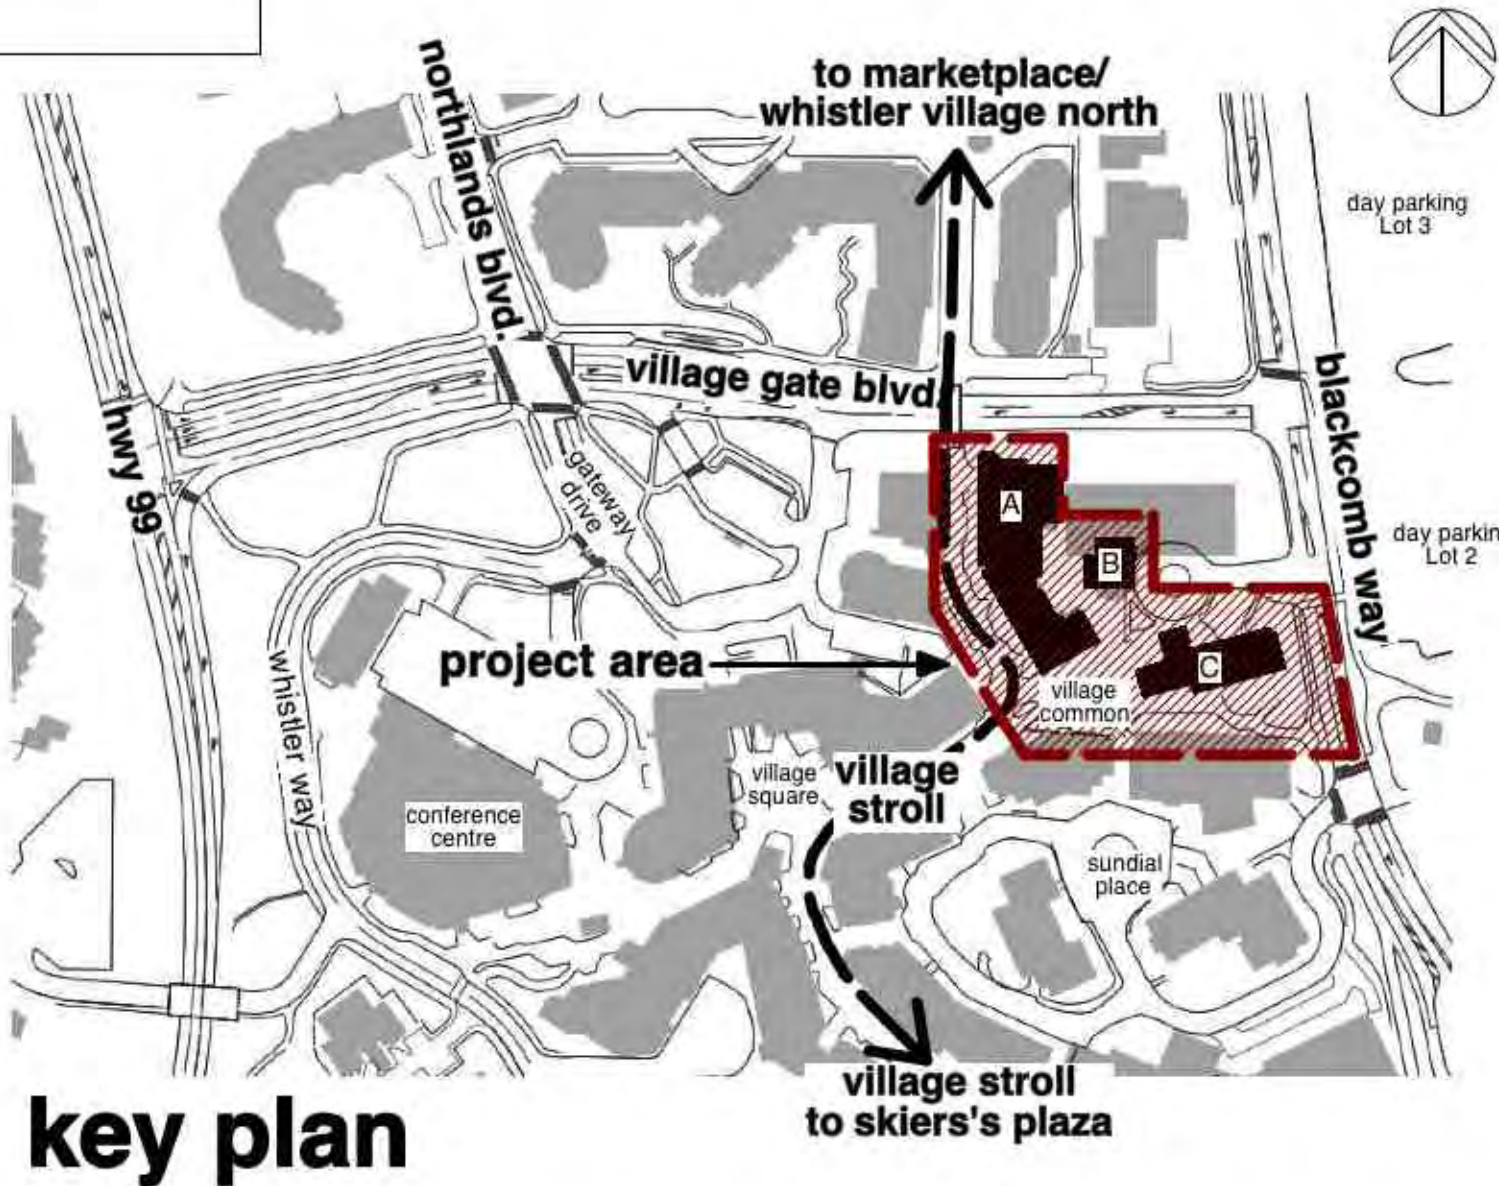 to marketplace/
whistler village north
northlands blvd.
day parking
Lot 3
village gate blvd.
blackcomb way
hwy 99
gateway
drive
A
B
C
day parkin
Lot 2
project area
village
common
whistler way
village
square
village
stroll
conference
centre
sundial
place
village stroll
to skiers's plaza
key plan